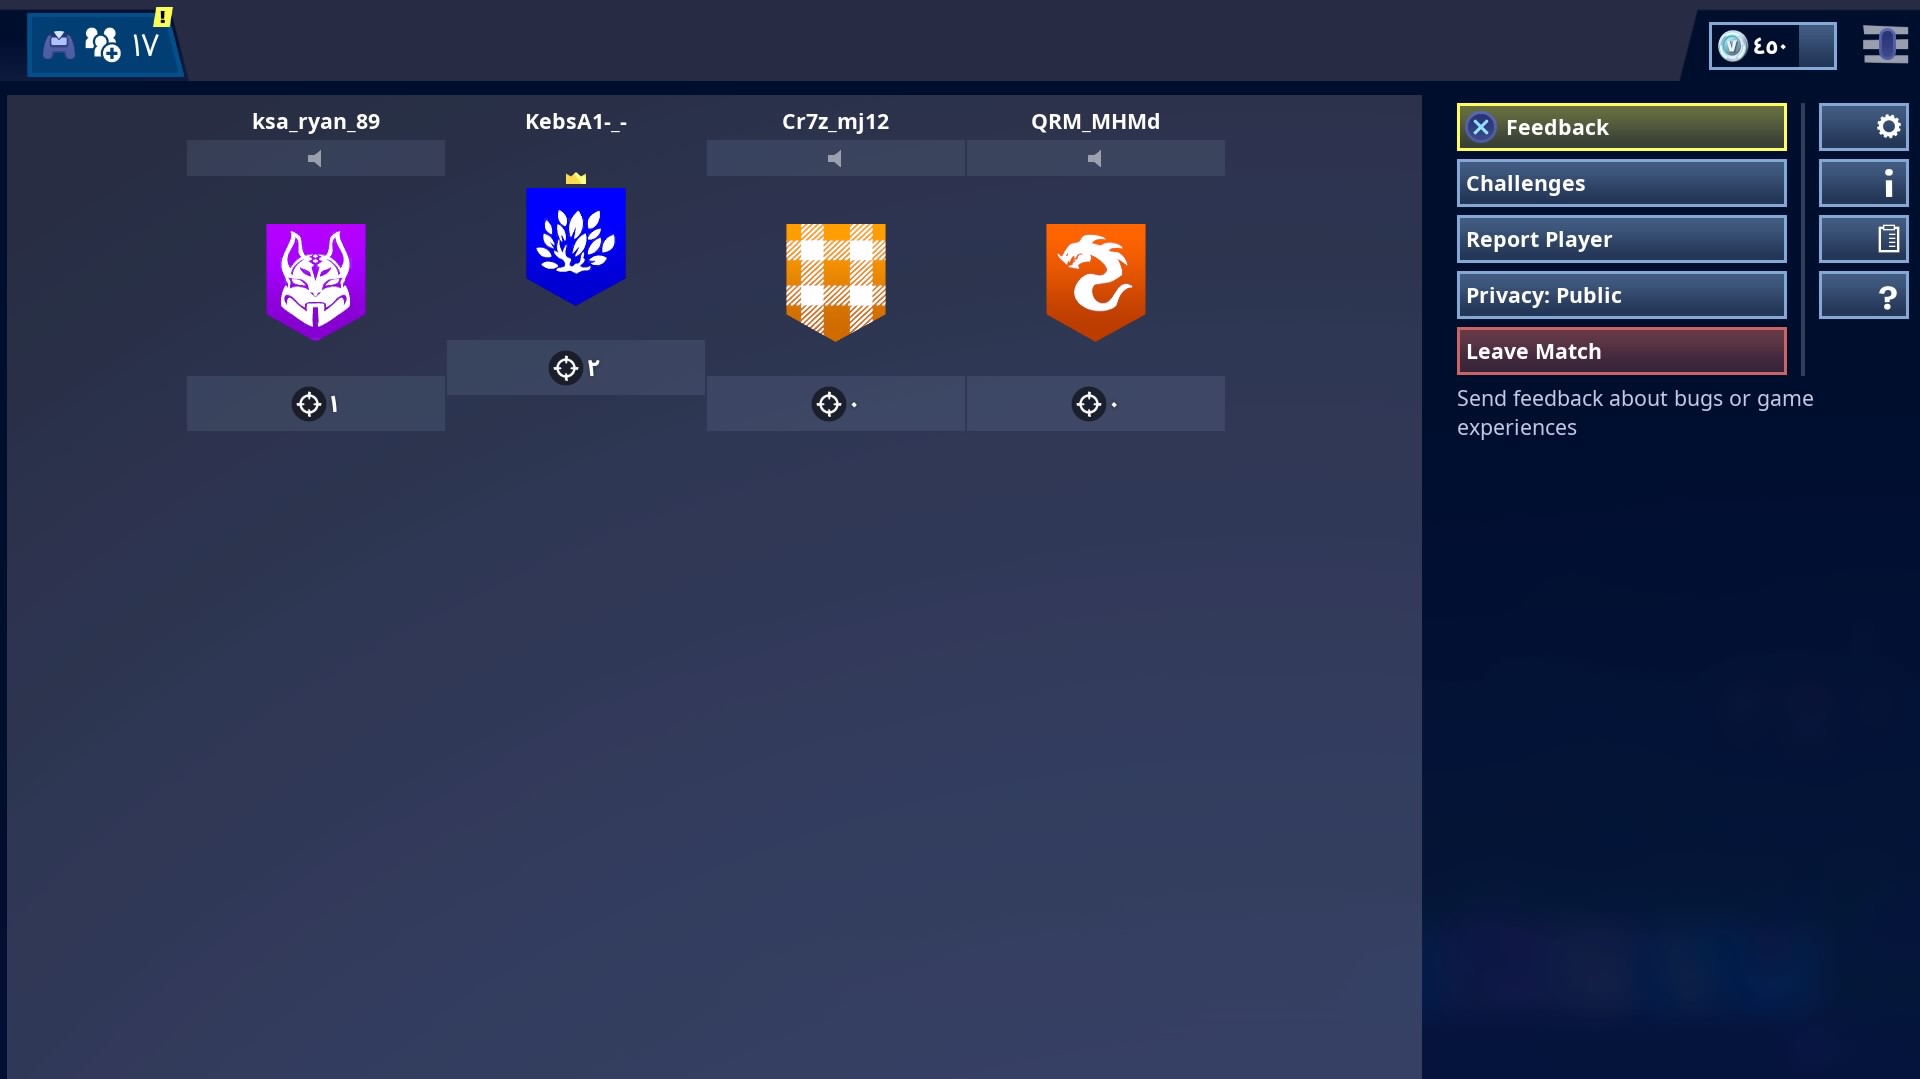 ! ١٧
٤٥٠
ksa_ryan_89
KebsA1-_-
Cr7z_mj12
QRM_MHMd
١
٢
٠
٠
Feedback
Challenges
Report Player
Privacy: Public
Leave Match
Send feedback about bugs or game
experiences